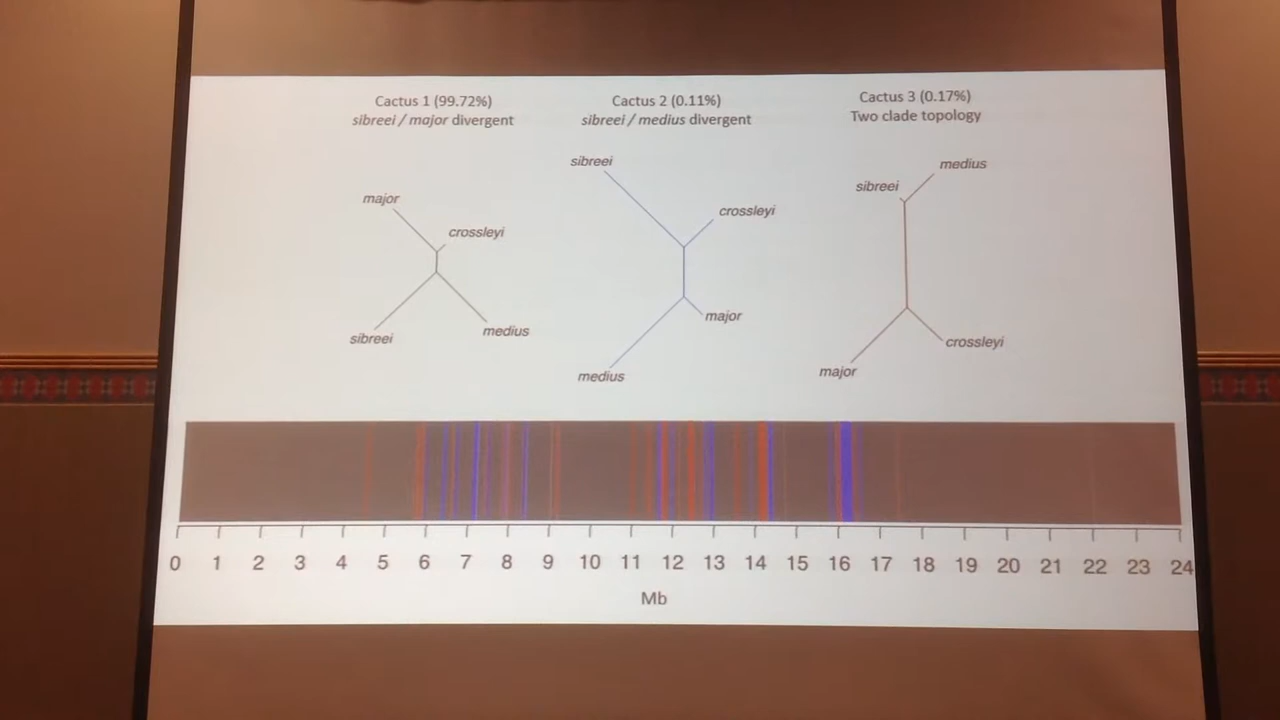 Cactus 1 (99.72%)
sibreei / major divergent
Cactus 2 (0.11%)
sibreei / medius divergent
Cactus 3 (0.17%)
Two clade topology
major
crossleyi
sibreei
medius
sibreei
crossleyi
major
medius
medius
sibreei
crossleyi
major
0 1 2 3 4 5 6 7 8 9 10 11 12 13 14 15 16 17 18 19 20 21 22 23 24
Mb